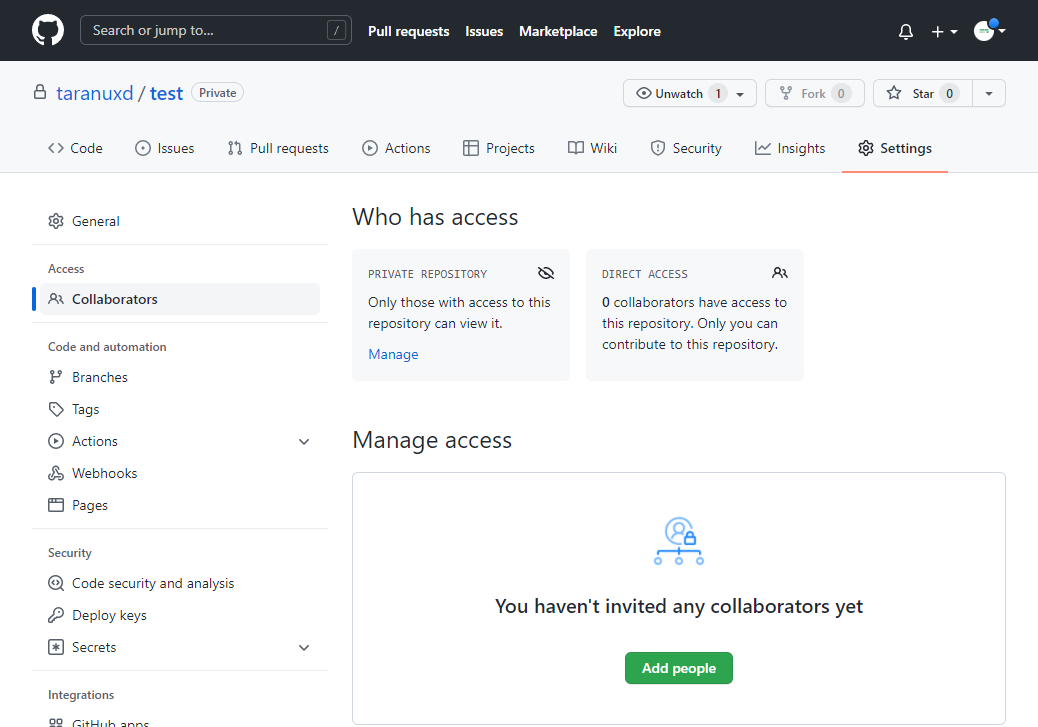 Search or jump to... /
Pull requests Issues Marketplace Explore
taranuxd / test Private
Unwatch 1 Fork 0 Star 0
Code Issues Pull requests Actions Projects Wiki Security Insights Settings
General
Access
Collaborators
Code and automation
Branches
Tags
Actions
Webhooks
Pages
Security
Code security and analysis
Deploy keys
Secrets
Integrations
GitHub apps
Who has access
PRIVATE REPOSITORY
Only those with access to this
repository can view it.
Manage
DIRECT ACCESS
0 collaborators have access to
this repository. Only you can
contribute to this repository.
Manage access
You haven't invited any collaborators yet
Add people